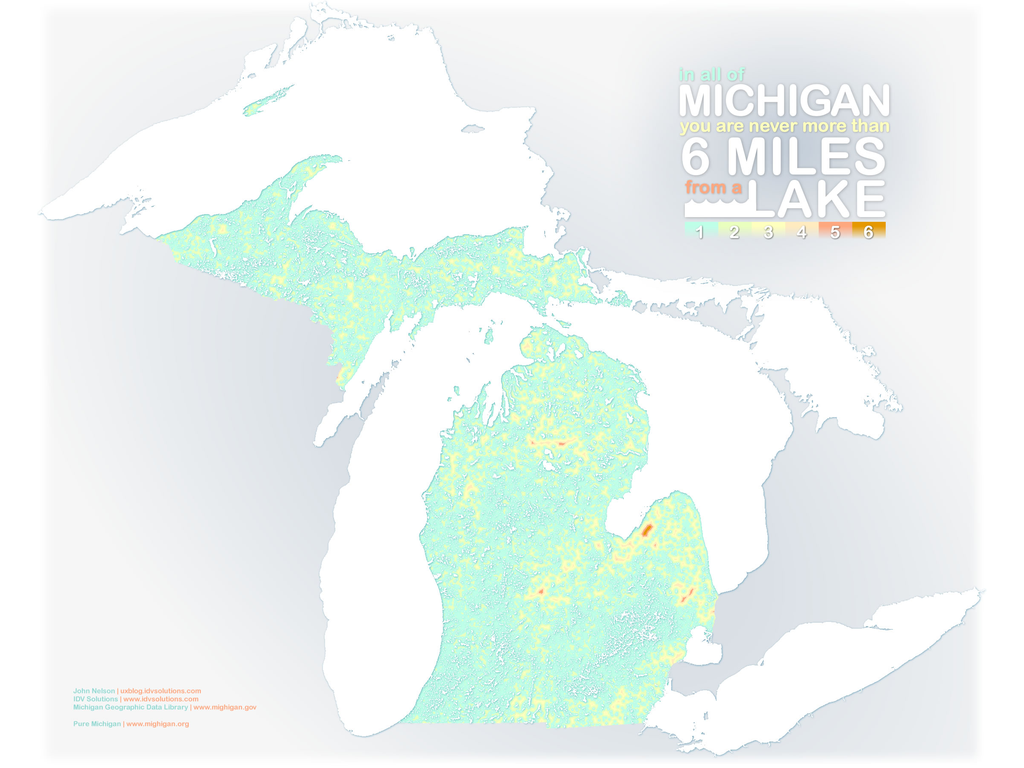 in all of
MICHIGAN
you are never more than
6 MILES
from a LAKE
1 2 3 4 5 6
John Nelson | uxblog.idvsolutions.com
IDV Solutions | www.idvsolutions.com
Michigan Geographic Data Library | www.mighigan.gov
Pure Michigan | www.mighigan.org